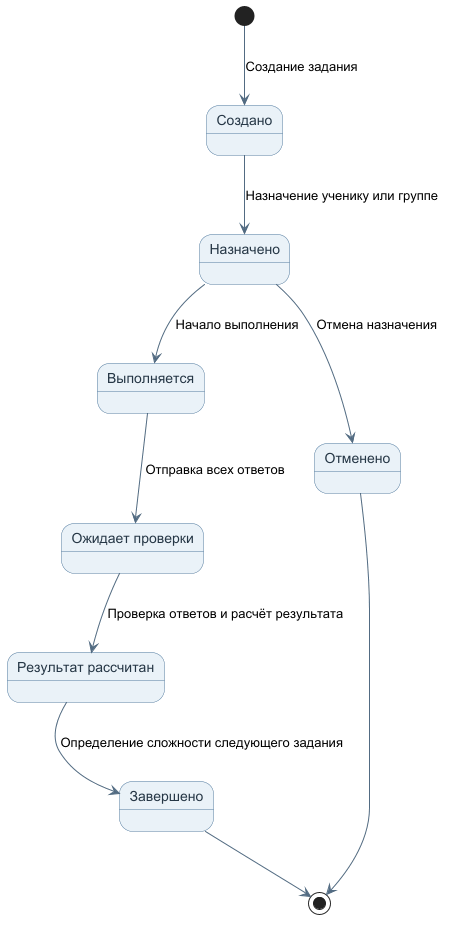 Создание задания
Создано
Назначение ученику или группе
Назначено
Начало выполнения
Отмена назначения
Выполняется
Отменено
Отправка всех ответов
Ожидает проверки
Проверка ответов и расчёт результата
Результат рассчитан
Определение сложности следующего задания
Завершено